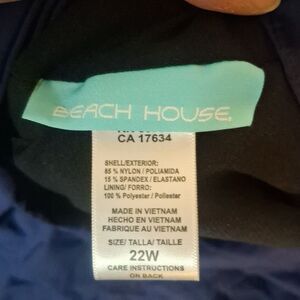 BEACH HOUSE.
CA 17634
SHELL/EXTERIOR:
85 % NYLON / POLIAMIDA
15 % SPANDEX / ELASTANO
LINING/ FORRO:
100 % Polyester / Poliester
MADE IN VIETNAM
HECHO EN VIETNAM
FABRIQUE AU VIETNAM
SIZE/ TALLA/ TAILLE
22W
CARE INSTRUCTIONS
ON BACK